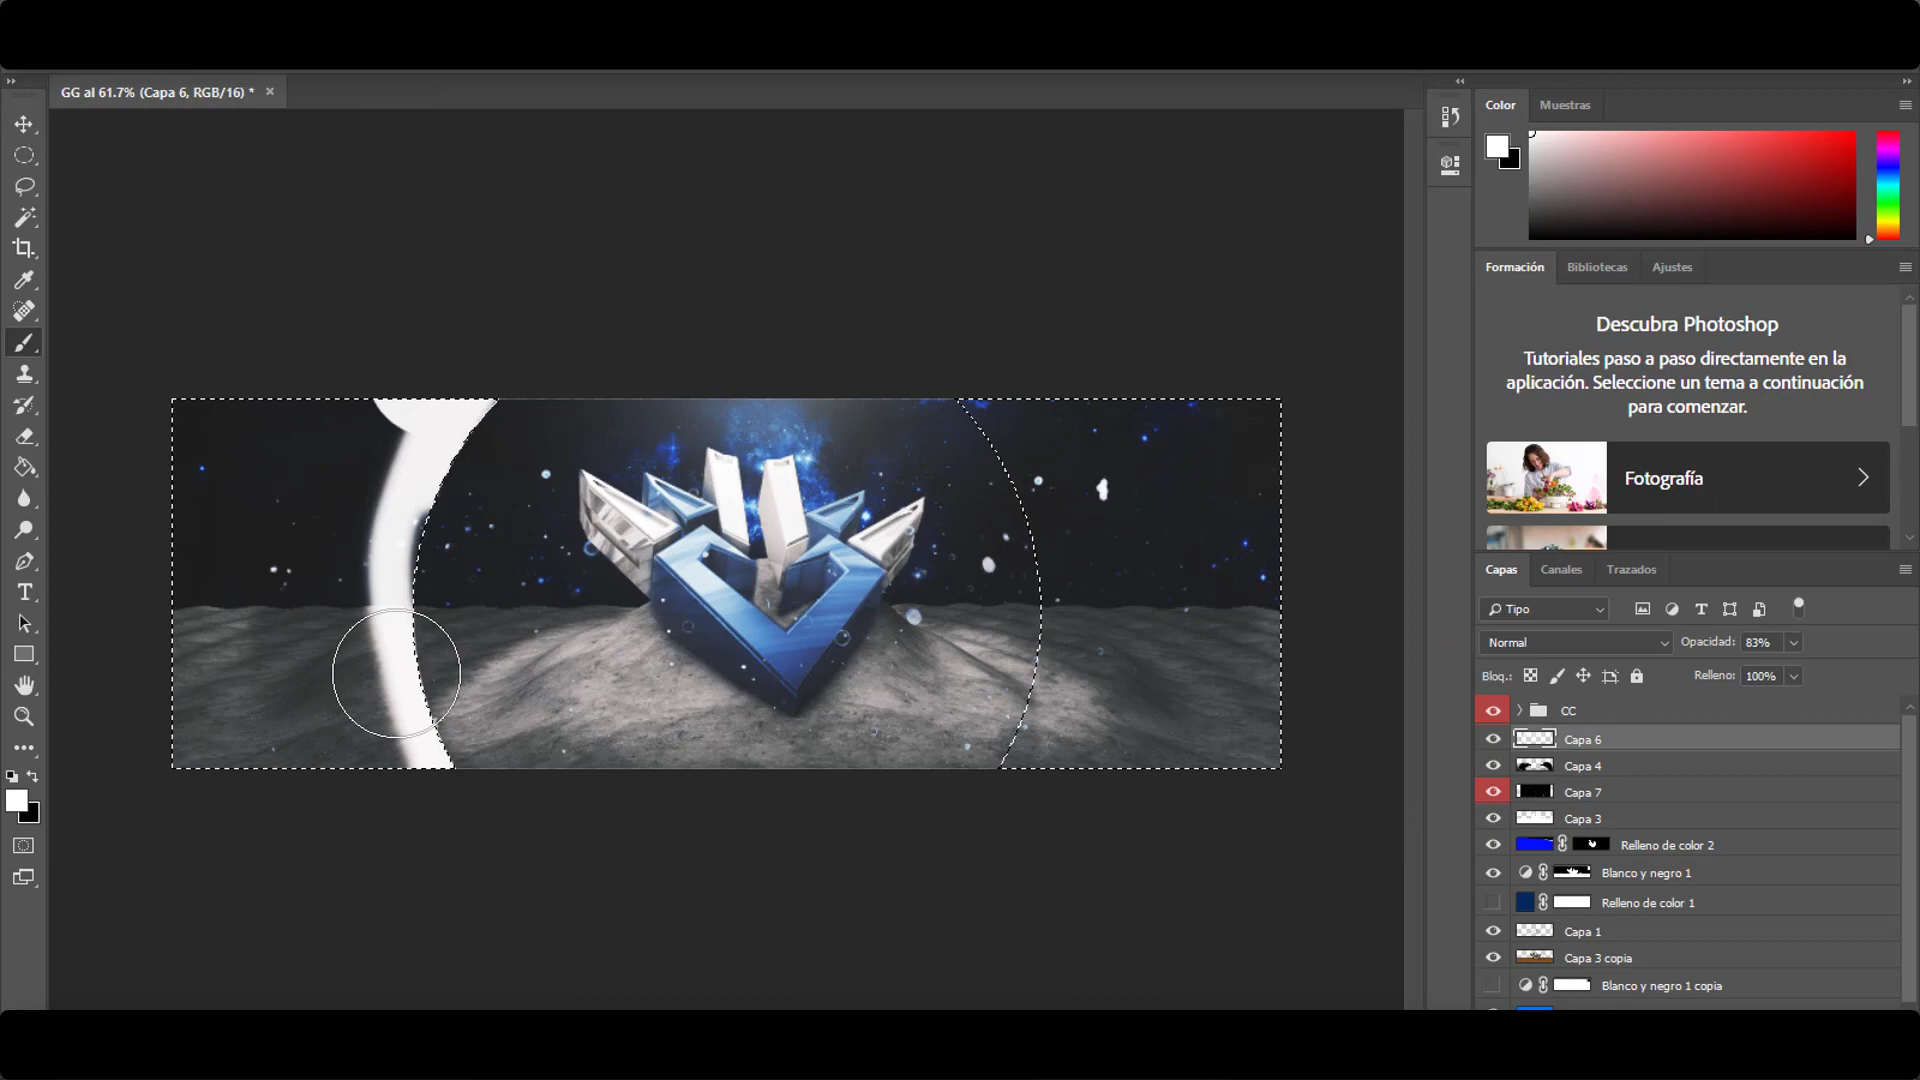 GG al 61.7% (Capa 6, RGB/16) *
Color
Muestras
Formación
Bibliotecas
Ajustes
Descubra Photoshop
Tutoriales paso a paso directamente en la
aplicación. Seleccione un tema a continuación
para comenzar.
Fotografía
Capas
Canales
Trazados
Tipo
Normal
Opacidad: 83%
Bloq.:
Relleno: 100%
CC
Capa 6
Capa 4
Capa 7
Capa 3
Relleno de color 2
Blanco y negro 1
Relleno de color 1
Capa 1
Capa 3 copia
Blanco y negro 1 copia